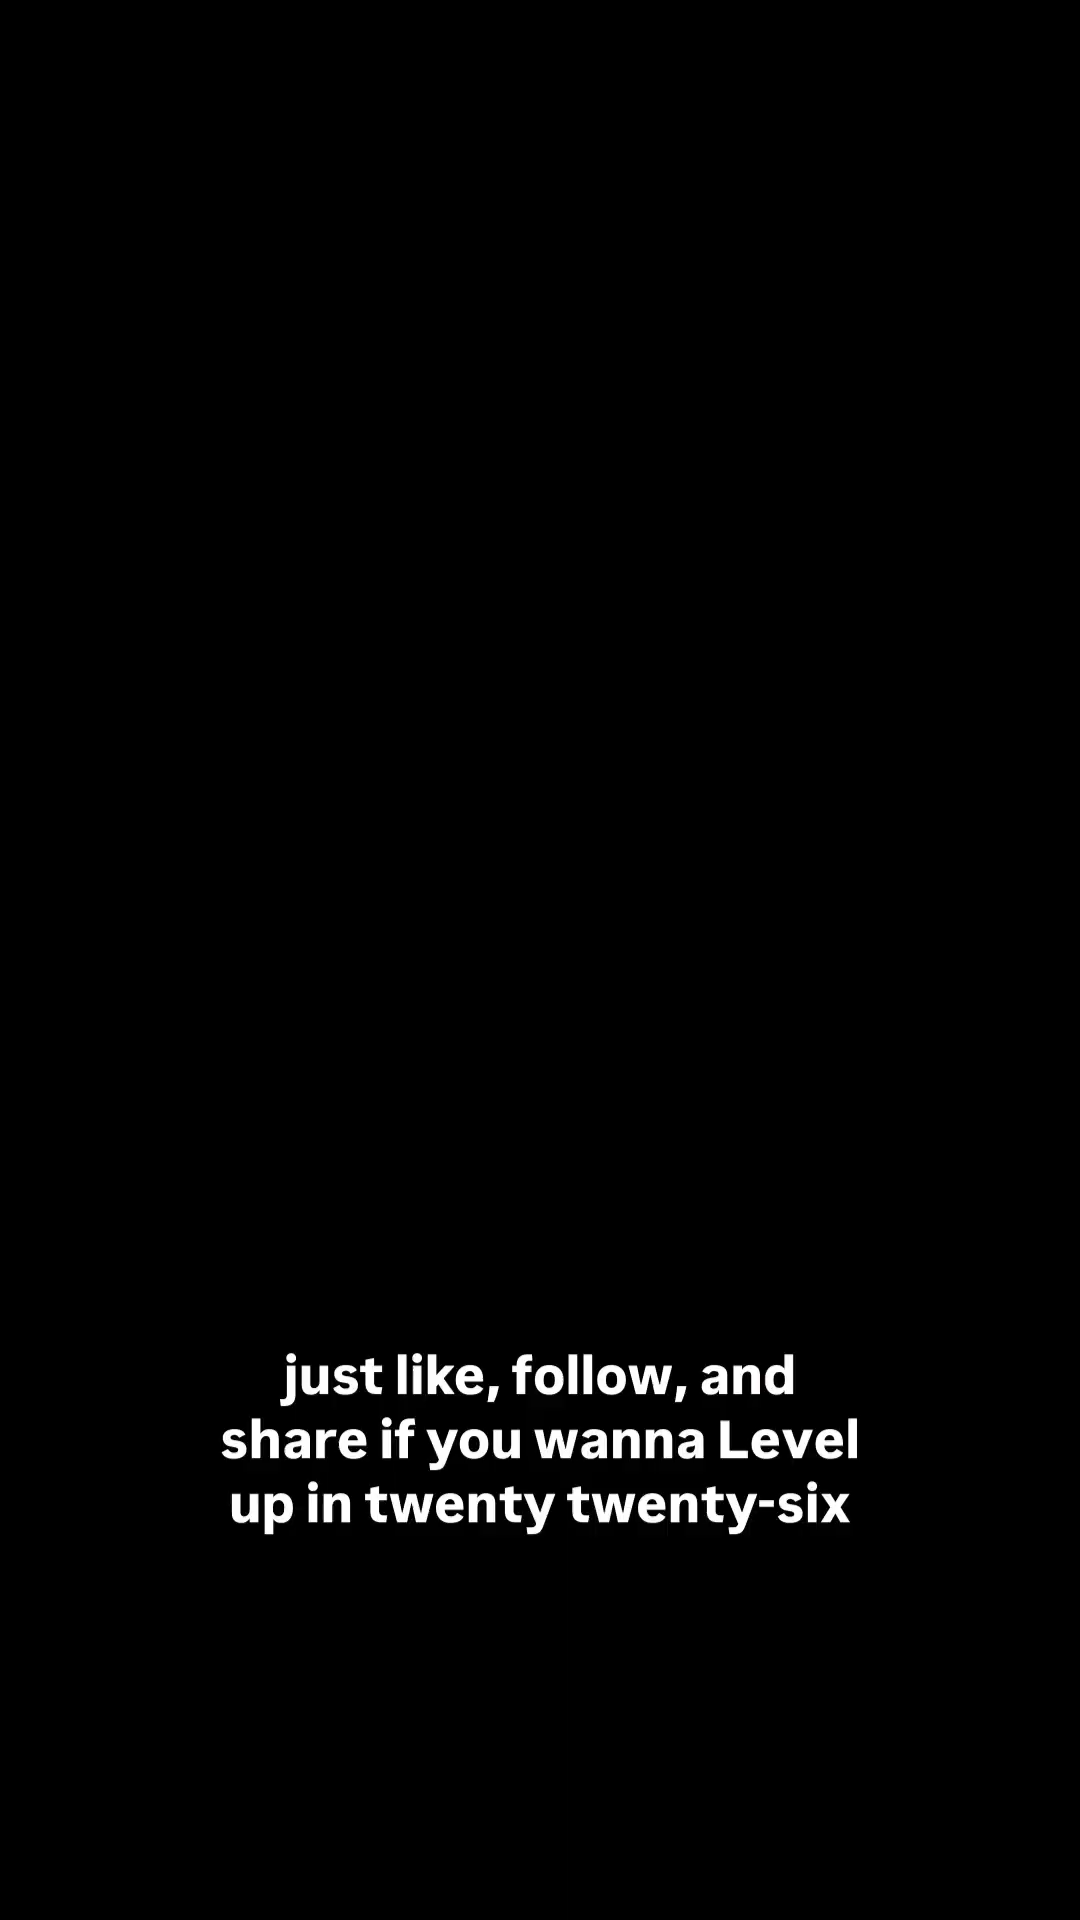 just like, follow, and
share if you wanna Level
up in twenty twenty-six